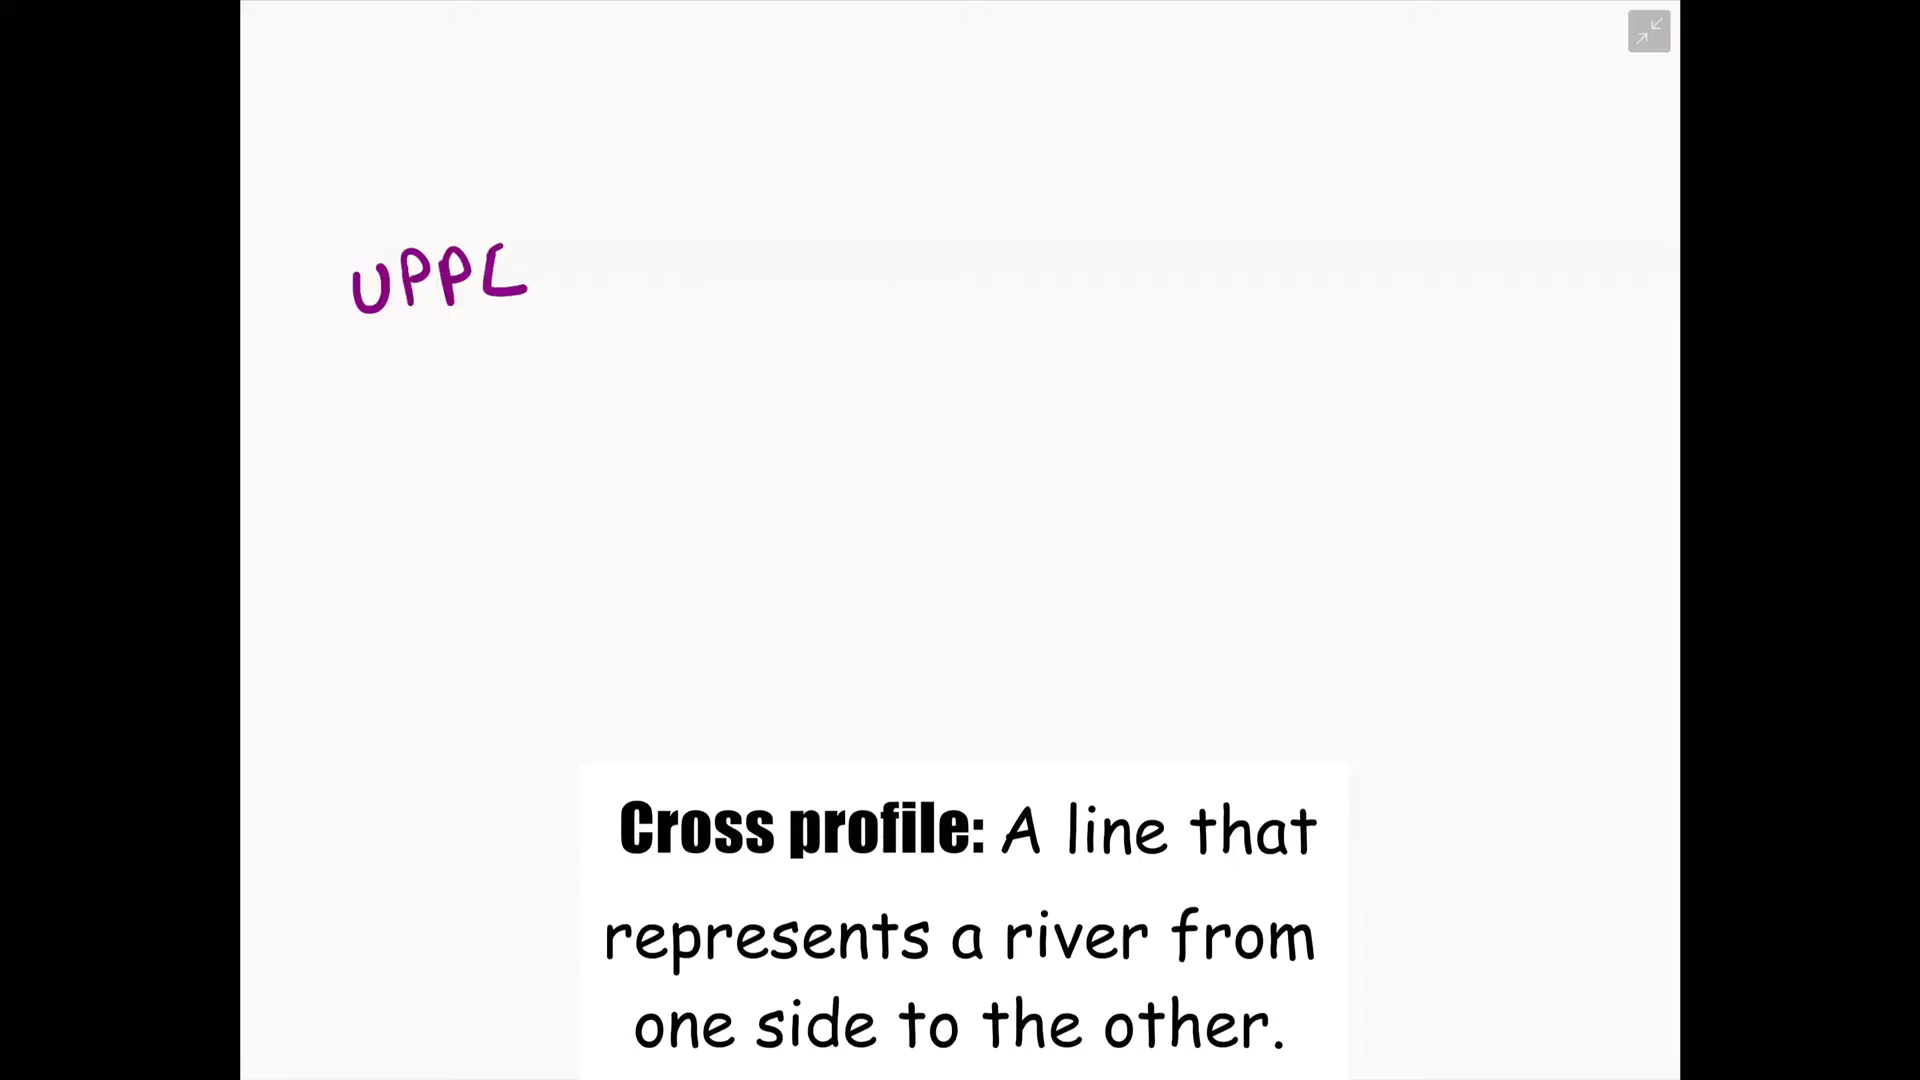 UPPL
Cross profile: A line that
represents a river from
one side to the other.